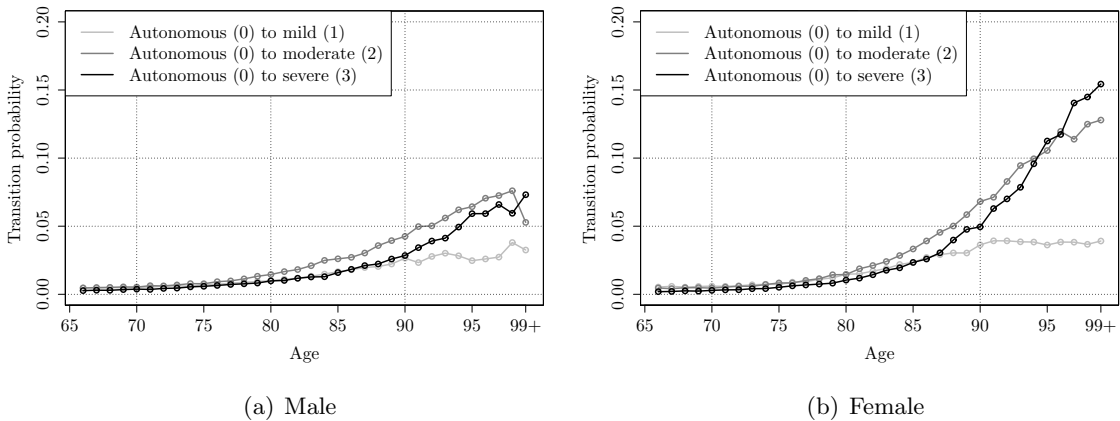 Autonomous (0) to mild (1)
Autonomous (0) to moderate (2)
Autonomous (0) to severe (3)
Transition probability
0.20
0.15
0.10
0.05
0.00
65 70 75 80 85 90 95 99+
Age
(a) Male
Autonomous (0) to mild (1)
Autonomous (0) to moderate (2)
Autonomous (0) to severe (3)
Transition probability
0.20
0.15
0.10
0.05
0.00
65 70 75 80 85 90 95 99+
Age
(b) Female